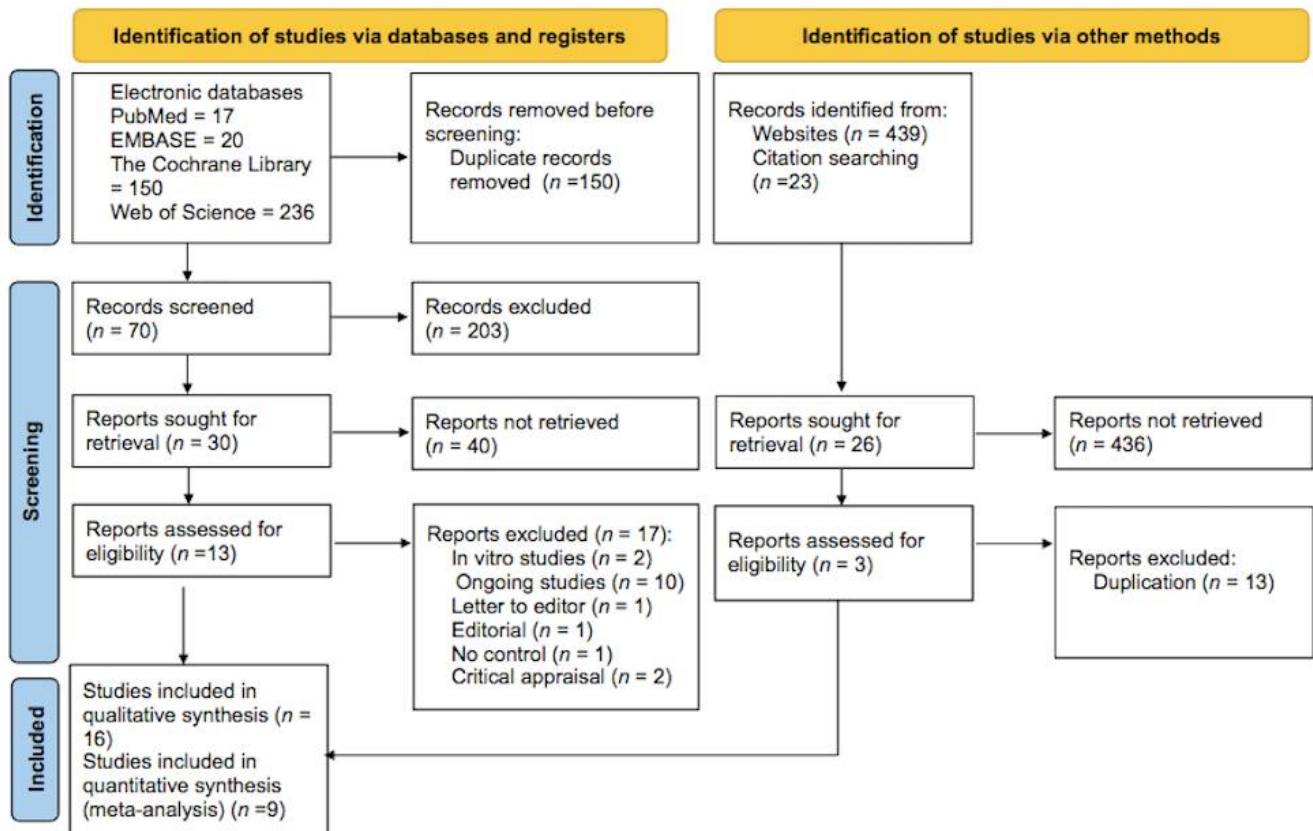 Identification of studies via databases and registers
Identification of studies via other methods
Identification
Electronic databases
PubMed = 17
EMBASE = 20
The Cochrane Library
= 150
Web of Science = 236
Records removed before
screening:
Duplicate records
removed (n =150)
Records identified from:
Websites (n = 439)
Citation searching
(n =23)
Screening
Records screened
(n = 70)
Records excluded
(n = 203)
Reports sought for
retrieval (n = 30)
Reports not retrieved
(n = 40)
Reports sought for
retrieval (n = 26)
Reports not retrieved
(n = 436)
Reports assessed for
eligibility (n =13)
Reports excluded (n = 17):
In vitro studies (n = 2)
Ongoing studies (n = 10)
Letter to editor (n = 1)
Editorial (n = 1)
No control (n = 1)
Critical appraisal (n = 2)
Reports assessed for
eligibility (n = 3)
Reports excluded:
Duplication (n = 13)
Included
Studies included in
qualitative synthesis (n =
16)
Studies included in
quantitative synthesis
(meta-analysis) (n =9)